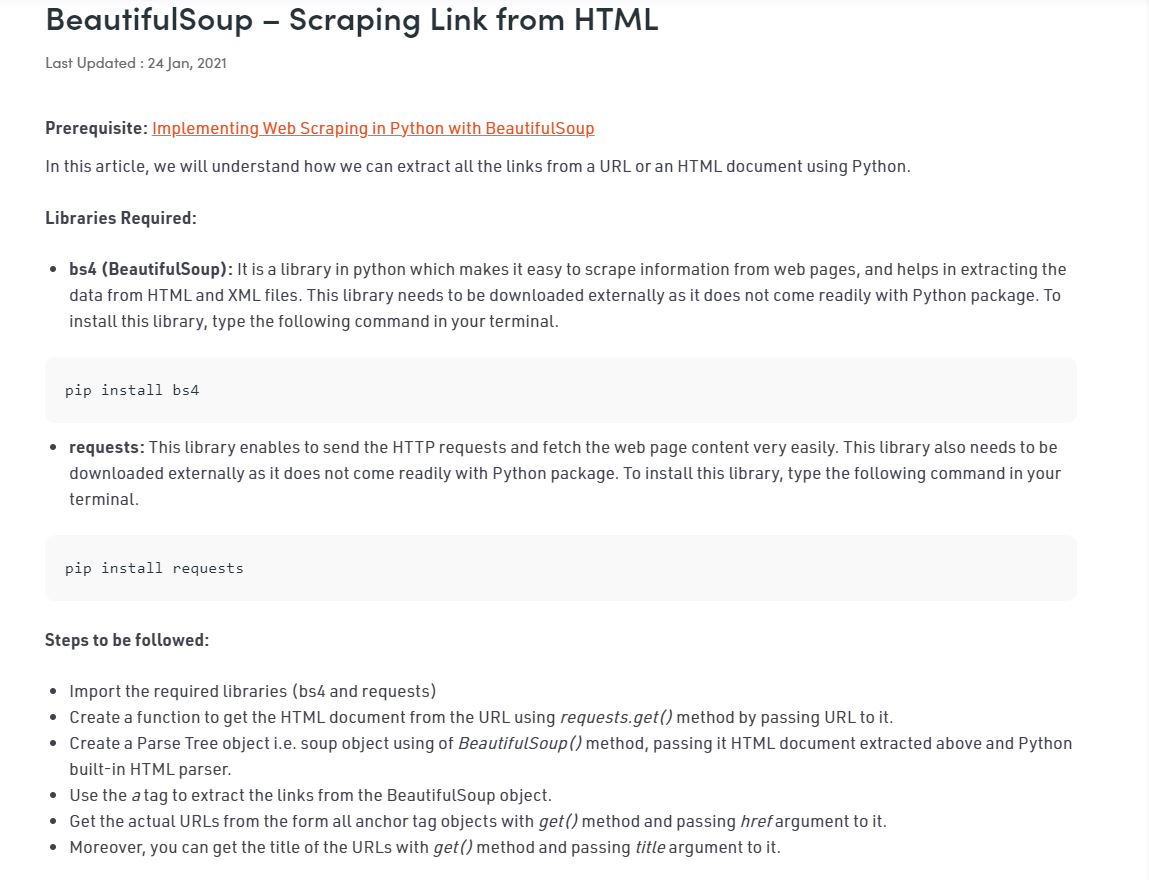 BeautifulSoup – Scraping Link from HTML
Last Updated : 24 Jan, 2021
Prerequisite: Implementing Web Scraping in Python with BeautifulSoup
In this article, we will understand how we can extract all the links from a URL or an HTML document using Python.
Libraries Required:
• bs4 (BeautifulSoup): It is a library in python which makes it easy to scrape information from web pages, and helps in extracting the
data from HTML and XML files. This library needs to be downloaded externally as it does not come readily with Python package. To
install this library, type the following command in your terminal.
pip install bs4
• requests: This library enables to send the HTTP requests and fetch the web page content very easily. This library also needs to be
downloaded externally as it does not come readily with Python package. To install this library, type the following command in your
terminal.
pip install requests
Steps to be followed:
• Import the required libraries (bs4 and requests)
• Create a function to get the HTML document from the URL using requests.get() method by passing URL to it.
• Create a Parse Tree object i.e. soup object using of BeautifulSoup() method, passing it HTML document extracted above and Python
built-in HTML parser.
• Use the a tag to extract the links from the BeautifulSoup object.
• Get the actual URLs from the form all anchor tag objects with get() method and passing href argument to it.
• Moreover, you can get the title of the URLs with get() method and passing title argument to it.